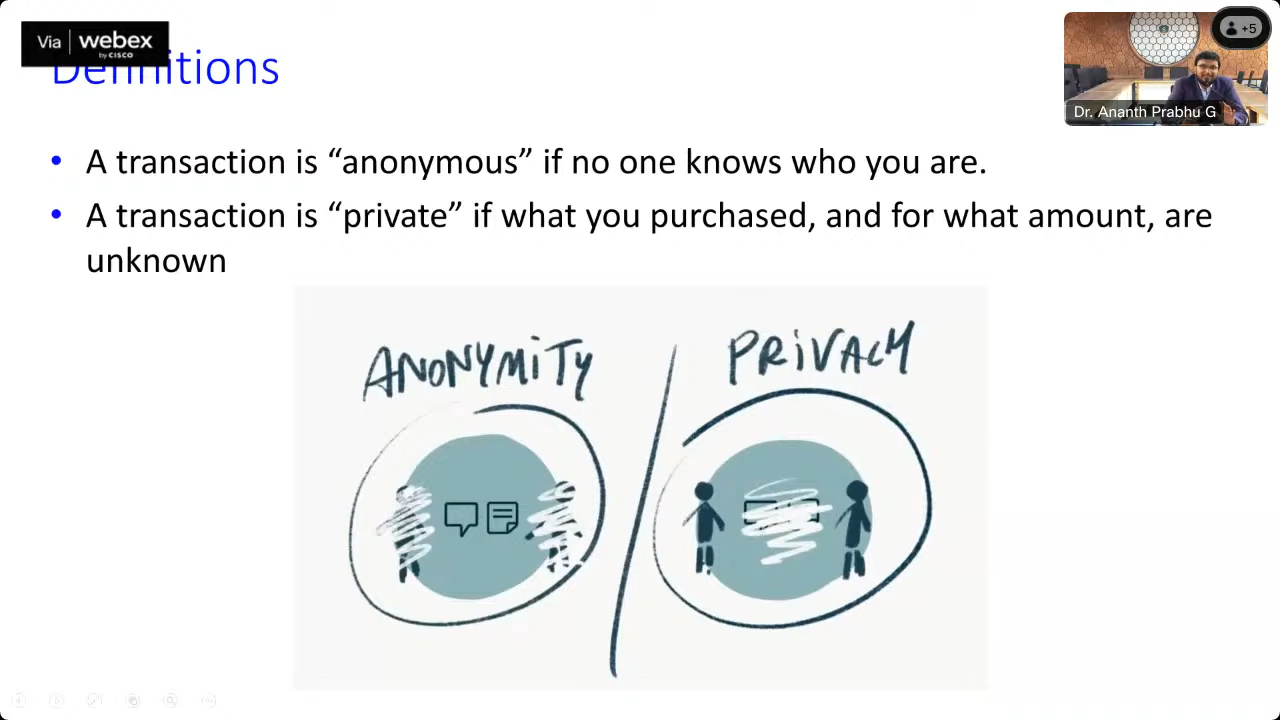 Via webex
by CISCO
Definitions
+5
Dr. Ananth Prabhu G
• A transaction is “anonymous” if no one knows who you are.
• A transaction is “private” if what you purchased, and for what amount, are
unknown
ANONYMITY
PRIVACY